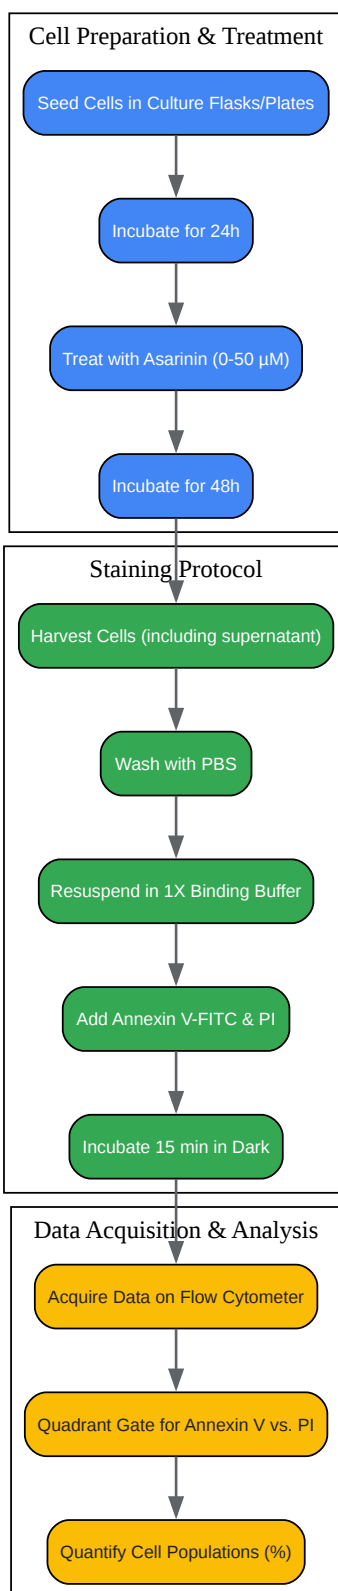 Cell Preparation & Treatment
Seed Cells in Culture Flasks/Plates
Incubate for 24h
Treat with Asarinin (0-50 µM)
Incubate for 48h
Staining Protocol
Harvest Cells (including supernatant)
Wash with PBS
Resuspend in 1X Binding Buffer
Add Annexin V-FITC & PI
Incubate 15 min in Dark
Data Acquisition & Analysis
Acquire Data on Flow Cytometer
Quadrant Gate for Annexin V vs. PI
Quantify Cell Populations (%)